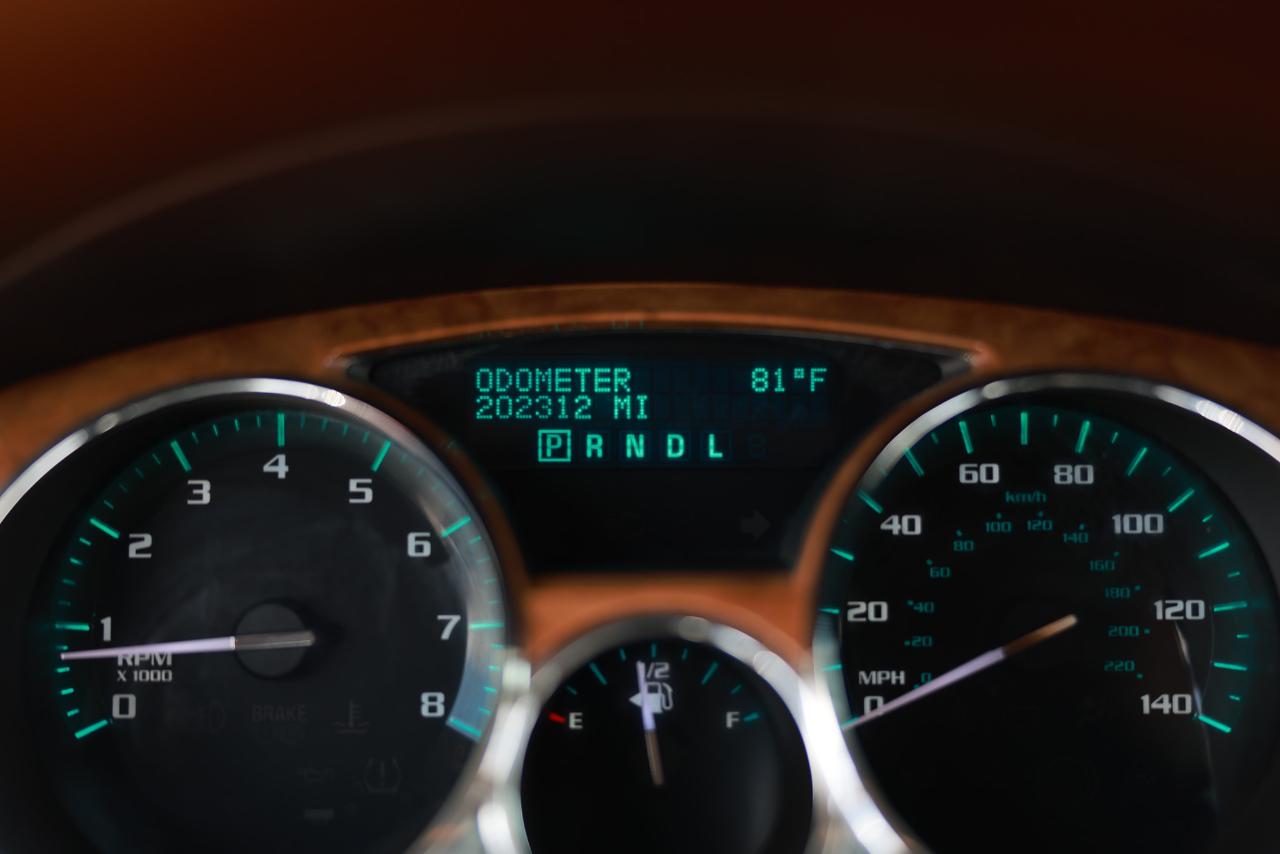 ODOMETER 81°F
202312 MI
P R N D L
0 1 2 3 4 5 6 7 8
RPM
X 1000
BRAKE
E 1/2 F
MPH
0 20 40 60 80 100 120 140
km/h
0 20 40 60 80 100 120 140 160 180 200 220